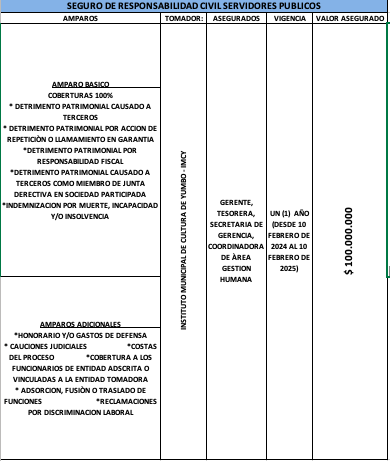 SEGURO DE RESPONSABILIDAD CIVIL SERVIDORES PUBLICOS
AMPAROS TOMADOR: ASEGURADOS VIGENCIA VALOR ASEGURADO
AMPARO BASICO
COBERTURAS 100%
* DETRIMENTO PATRIMONIAL CAUSADO A
TERCEROS
* DETRIMENTO PATRIMONIAL POR ACCION DE
REPETICIÒN O LLAMAMIENTO EN GARANTIA
*DETRIMENTO PATRIMONIAL POR
RESPONSABILIDAD FISCAL
*DETRIMENTO PATRIMONIAL CAUSADO A
TERCEROS COMO MIEMBRO DE JUNTA
DERECTIVA EN SOCIEDAD PARTICIPADA
*INDEMNIZACION POR MUERTE, INCAPACIDAD
Y/O INSOLVENCIA
AMPAROS ADICIONALES
*HONORARIO Y/O GASTOS DE DEFENSA
* CAUCIONES JUDICIALES *COSTAS
DEL PROCESO *COBERTURA A LOS
FUNCIONARIOS DE ENTIDAD ADSCRITA O
VINCULADAS A LA ENTIDAD TOMADORA
* ADSORCION, FUSIÒN O TRASLADO DE
FUNCIONES *RECLAMACIONES
POR DISCRIMINACION LABORAL
INSTITUTO MUNICIPAL DE CULTURA DE YUMBO - IMCY
GERENTE,
TESORERA,
SECRETARIA DE
GERENCIA,
COORDINADORA
DE ÀREA
GESTION
HUMANA
UN (1) AÑO
(DESDE 10
FEBRERO DE
2024 AL 10
FEBRERO DE
2025)
$ 100.000.000